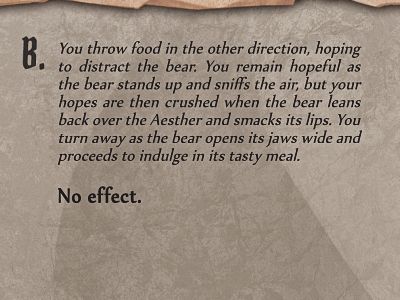 B. You throw food in the other direction, hoping
to distract the bear. You remain hopeful as
the bear stands up and sniffs the air, but your
hopes are then crushed when the bear leans
back over the Aesther and smacks its lips. You
turn away as the bear opens its jaws wide and
proceeds to indulge in its tasty meal.
No effect.